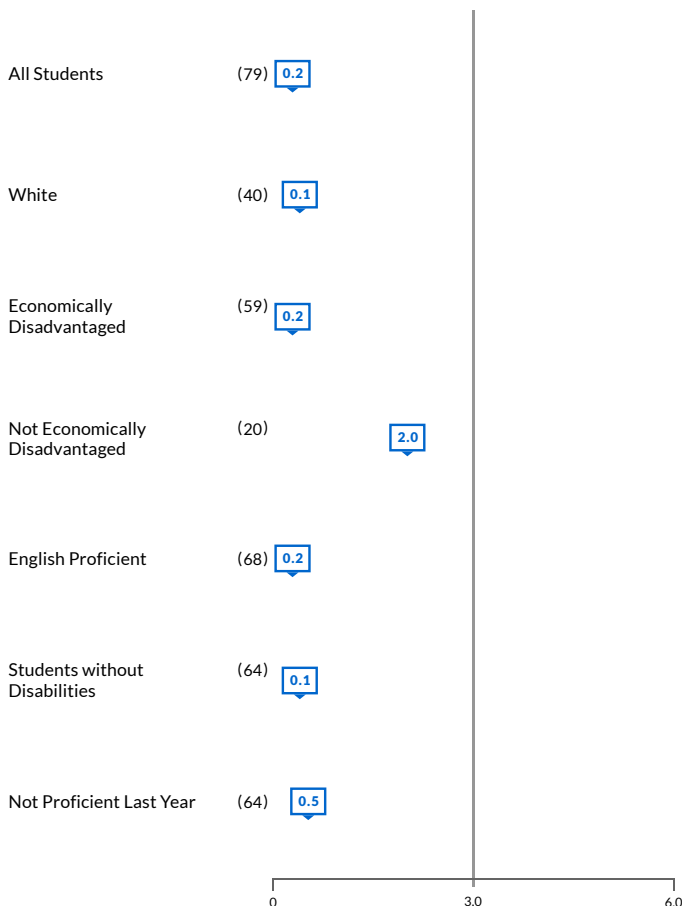 All Students (79) 0.2
White (40) 0.1
Economically (59) 0.2
Disadvantaged
Not Economically (20) 2.0
Disadvantaged
English Proficient (68) 0.2
Students without (64) 0.1
Disabilities
Not Proficient Last Year (64) 0.5
0 3.0 6.0